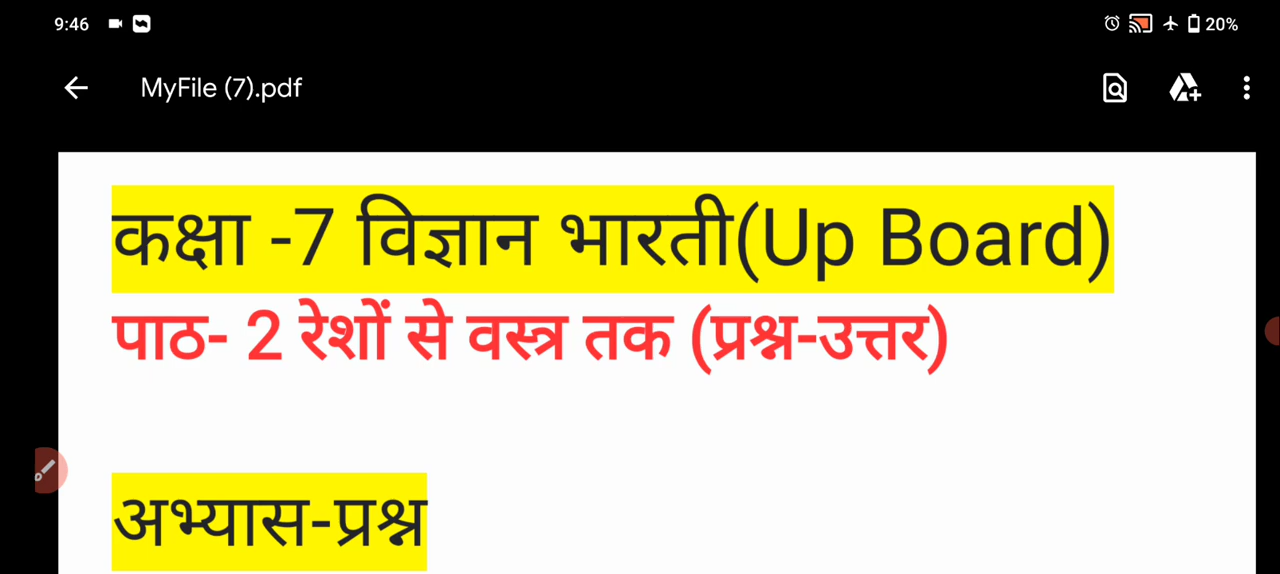 9:46
20%
MyFile (7).pdf
कक्षा -7 विज्ञान भारती(Up Board)
पाठ- 2 रेशों से वस्त्र तक (प्रश्न-उत्तर)
अभ्यास-प्रश्न